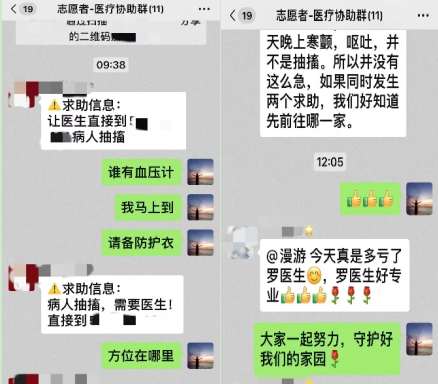 19
志愿者-医疗协助群(11)
通过扫描
分享
的二维码
09:38
⚠️求助信息：
让医生直接到！
病人抽搐
谁有血压计
我马上到
请备防护衣
⚠️求助信息：
病人抽搐，需要医生！
直接到
方位在哪里
19
志愿者-医疗协助群(11)
天晚上寒颤，呕吐，并
不是抽搐。所以并没有
这么急，如果同时发生
两个求助，我们好知道
先前往哪一家。
12:05
👍👍👍
@漫游 今天真是多亏了
罗医生😊，罗医生好专
业👍👍👍🌹🌹🌹
大家一起努力，守护好
我们的家园🌹